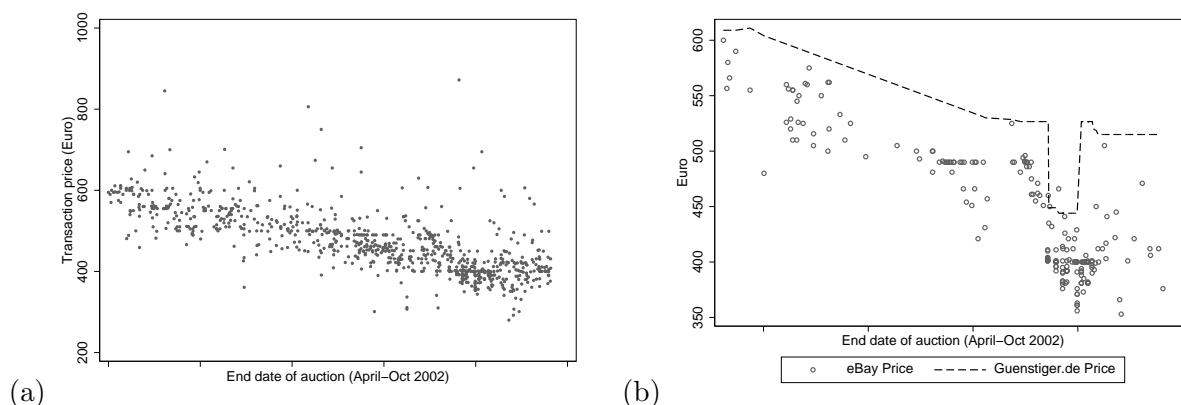 1000
800
600
400
200
Transaction price (Euro)
End date of auction (April–Oct 2002)
(a)
600
550
500
450
400
350
Euro
End date of auction (April–Oct 2002)
eBay Price
Guenstiger.de Price
(b)